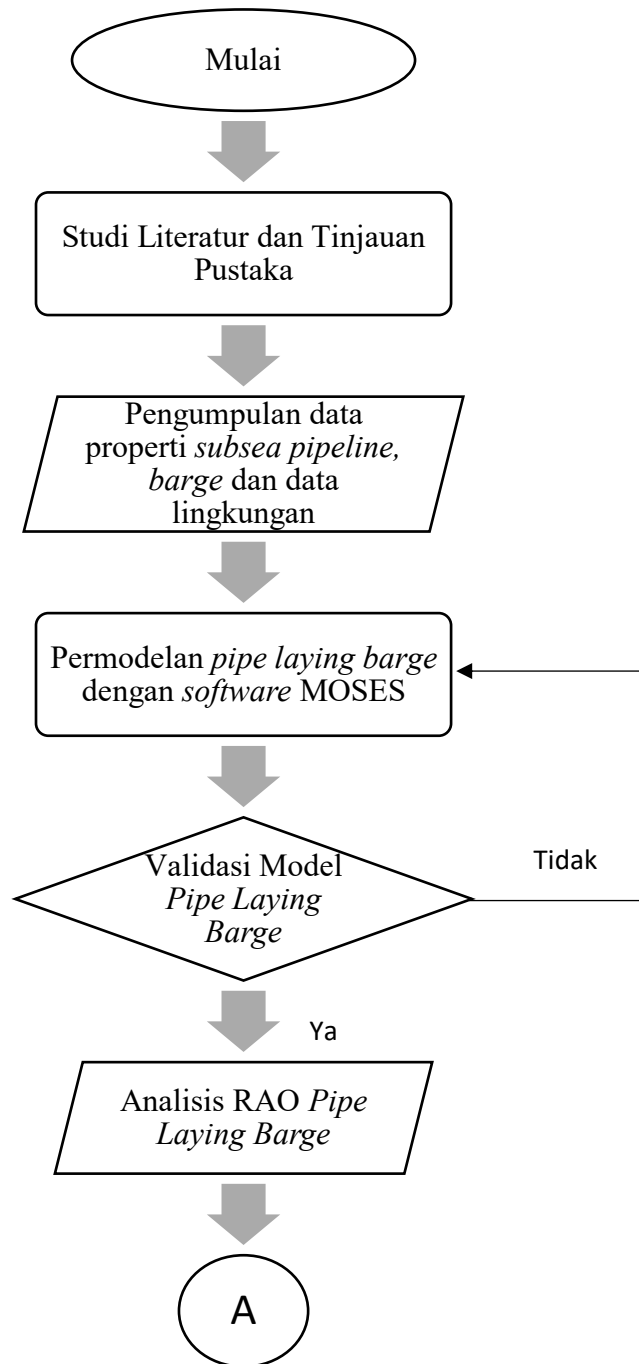 Mulai
Studi Literatur dan Tinjauan
Pustaka
Pengumpulan data
properti subsea pipeline,
barge dan data
lingkungan
Permodelan pipe laying barge
dengan software MOSES
Validasi Model
Pipe Laying
Barge
Tidak
Ya
Analisis RAO Pipe
Laying Barge
A